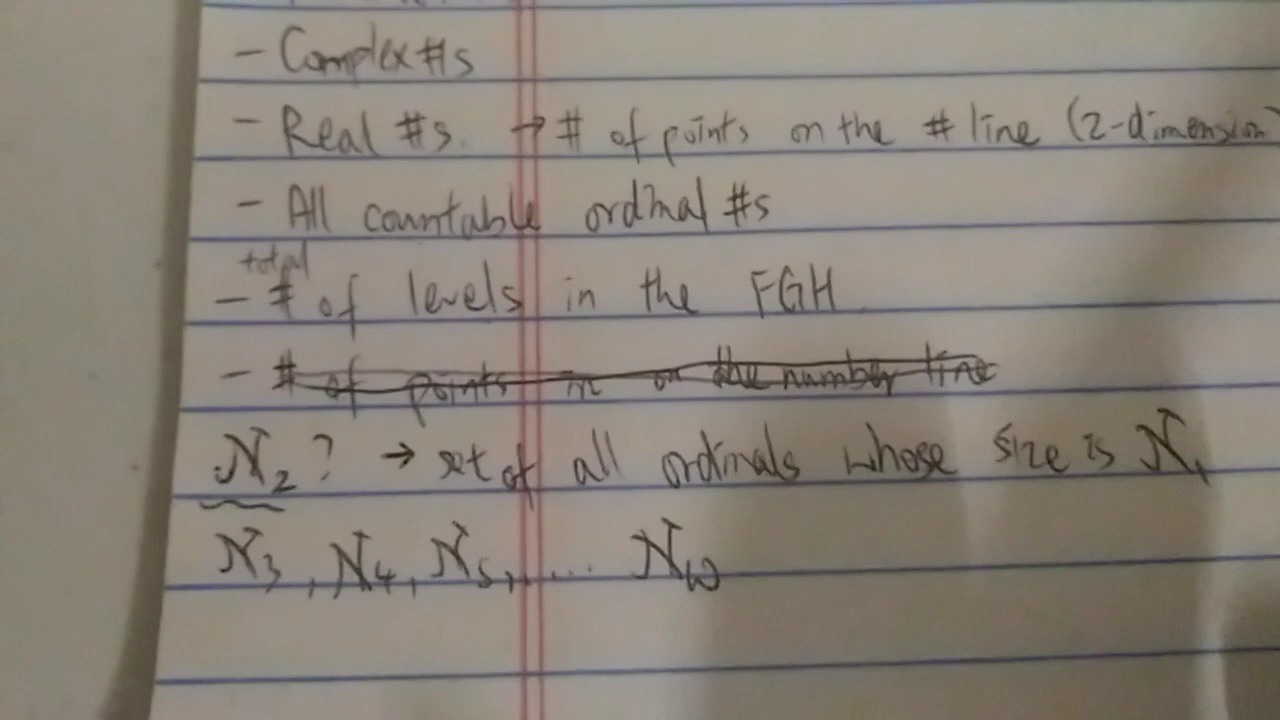 - Complex #s
- Real #s. → # of points on the # line (2-dimension)
- All countable ordinal #s
total
- # of levels in the FGH
- # of points in on the number line
ℵ2? → set of all ordinals whose size is ℵ1
ℵ3, ℵ4, ℵ5, .... ℵω